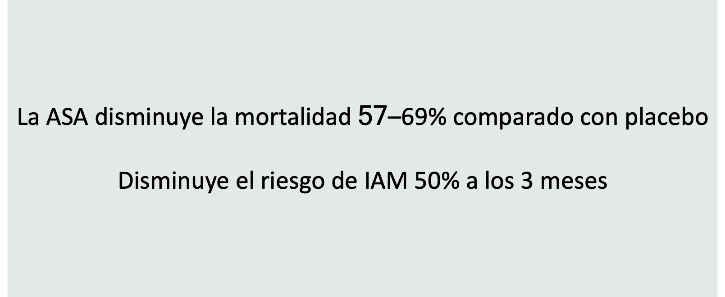 La ASA disminuye la mortalidad 57–69% comparado con placebo
Disminuye el riesgo de IAM 50% a los 3 meses